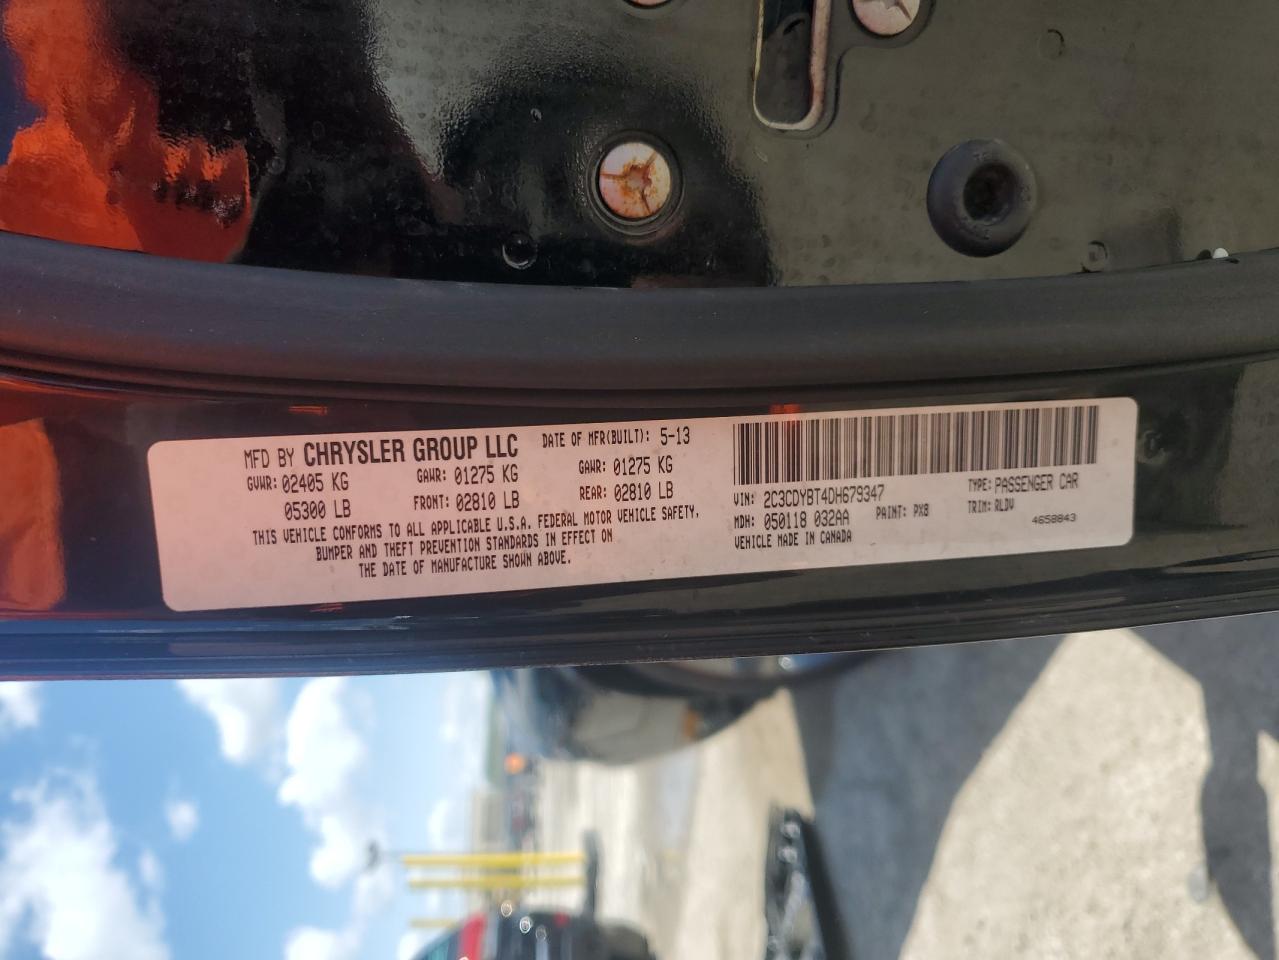 MFD BY CHRYSLER GROUP LLC DATE OF MFR(BUILT): 5-13
GVWR: 02405 KG GAWR: 01275 KG GAWR: 01275 KG
05300 LB FRONT: 02810 LB REAR: 02810 LB
THIS VEHICLE CONFORMS TO ALL APPLICABLE U.S.A. FEDERAL MOTOR VEHICLE SAFETY,
BUMPER AND THEFT PREVENTION STANDARDS IN EFFECT ON
THE DATE OF MANUFACTURE SHOWN ABOVE.
VIN: 2C3CDYBT4DH679347 TYPE: PASSENGER CAR
MDH: 050118 032AA PAINT: PX8 TRIM: RLDV
VEHICLE MADE IN CANADA 4658843